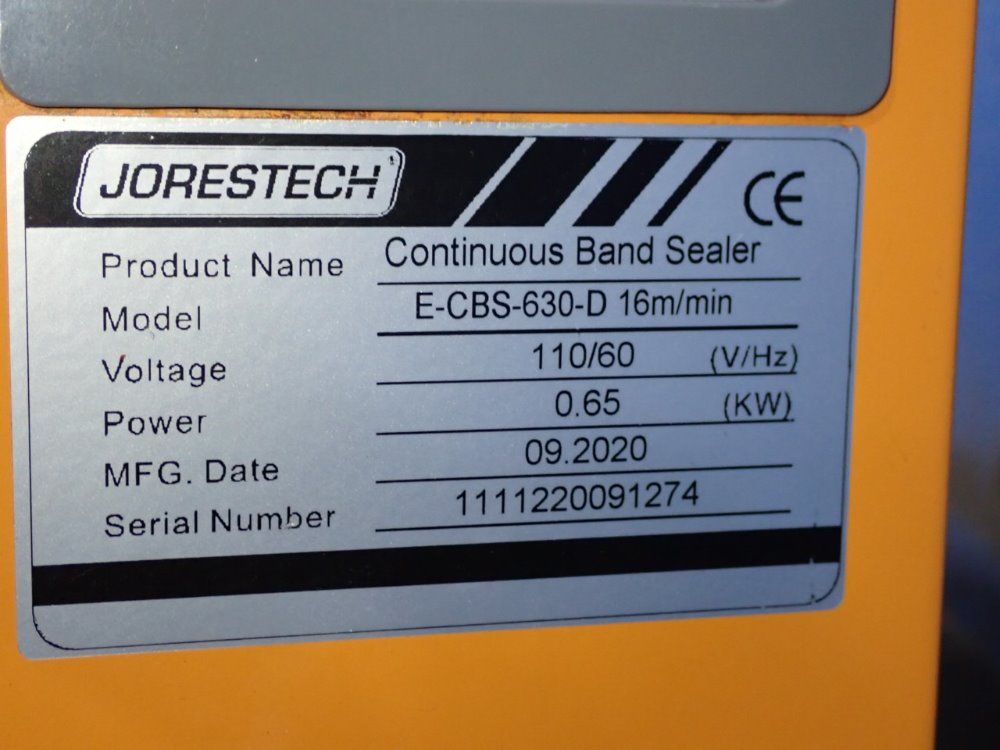 JORESTECH
CE
Product Name Continuous Band Sealer
Model E-CBS-630-D 16m/min
Voltage 110/60 (V/Hz)
Power 0.65 (KW)
MFG. Date 09.2020
Serial Number 1111220091274